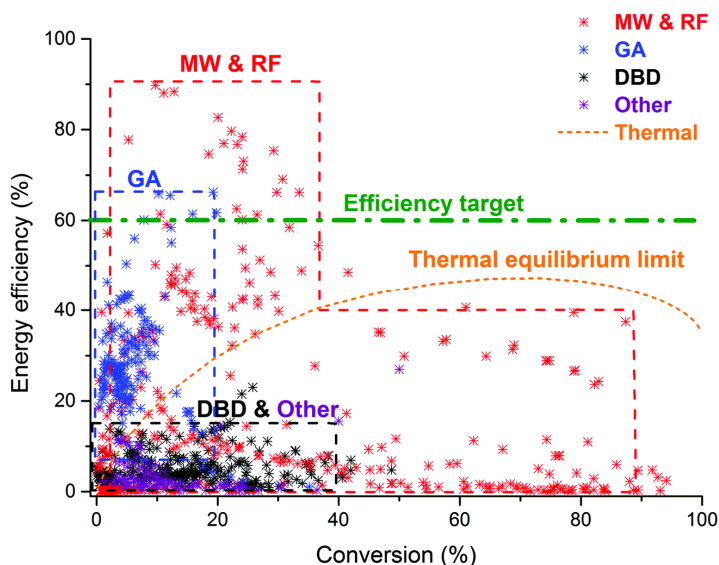 MW & RF
GA
DBD
Other
Thermal
MW & RF
GA
Efficiency target
Thermal equilibrium limit
DBD & Other
Energy efficiency (%)
100
80
60
40
20
0
0
20
40
60
80
100
Conversion (%)